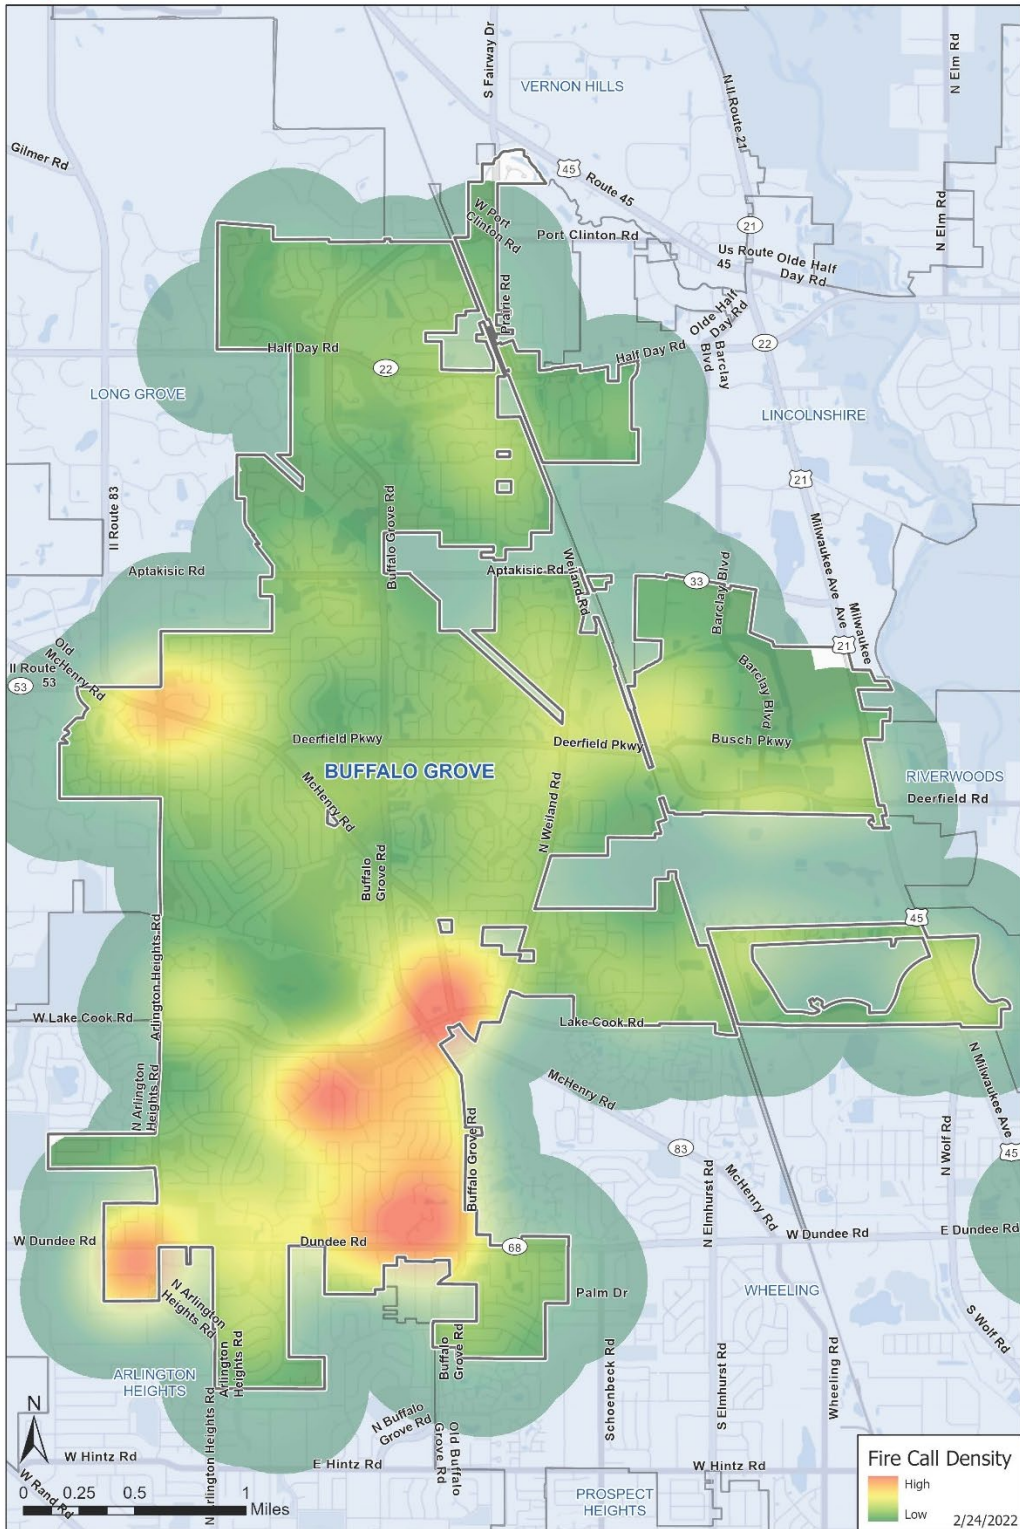 S Fairway Dr
VERNON HILLS
N Il Route 21
N Elm Rd
Gilmer Rd
45
Route 45
W Port
Clinton Rd
Port Clinton Rd
21
N Elm Rd
Us Route
45
Olde Half
Day Rd
Prairie Rd
Olde Half
Day Rd
Half Day Rd
22
Half Day Rd
Barclay
Blvd
22
LONG GROVE
LINCOLNSHIRE
21
Il Route 83
Buffalo Grove Rd
Milwaukee Ave
Aptakisic Rd
Aptakisic Rd
Weiland Rd
33
Barclay Blvd
Milwaukee
Ave
21
Old
McHenry Rd
Il Route
53
53
Barclay Blvd
Deerfield Pkwy
Deerfield Pkwy
Busch Pkwy
BUFFALO GROVE
RIVERWOODS
Deerfield Rd
McHenry Rd
N Weiland Rd
Buffalo
Grove Rd
Arlington Heights Rd
45
W Lake Cook Rd
Lake Cook Rd
N Arlington
Heights Rd
McHenry Rd
N Milwaukee Ave
Buffalo Grove Rd
83
McHenry Rd
N Elmhurst Rd
N Wolf Rd
45
W Dundee Rd
Dundee Rd
68
W Dundee Rd
E Dundee Rd
N Arlington
Heights Rd
Palm Dr
WHEELING
S Wolf Rd
Arlington
Heights Rd
Buffalo
Grove Rd
ARLINGTON
HEIGHTS
Schoenbeck Rd
S Elmhurst Rd
Wheeling Rd
N
N Arlington Heights Rd
N Buffalo
Grove Rd
Old Buffalo
Grove Rd
W Hintz Rd
E Hintz Rd
W Hintz Rd
W Rand Rd
PROSPECT
HEIGHTS
0 0.25 0.5 1
Miles
Fire Call Density
High
Low
2/24/2022